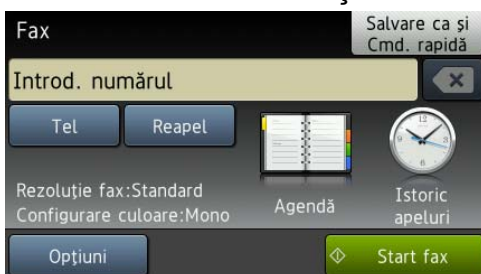 Fax
Salvare ca și
Cmd. rapidă
Introd. numărul
Tel
Reapel
Rezoluție fax:Standard
Configurare culoare:Mono
Agendă
Istoric
apeluri
Opțiuni
Start fax